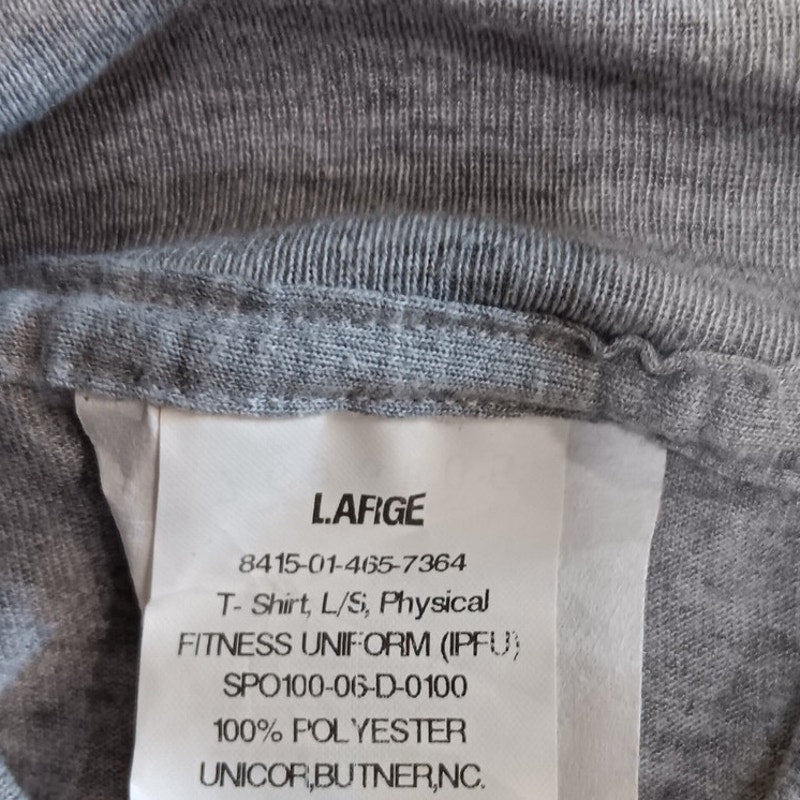 LARGE
8415-01-465-7364
T- Shirt, L/S, Physical
FITNESS UNIFORM (IPFU)
SPO100-06-D-0100
100% POLYESTER
UNICOR,BUTNER,NC.